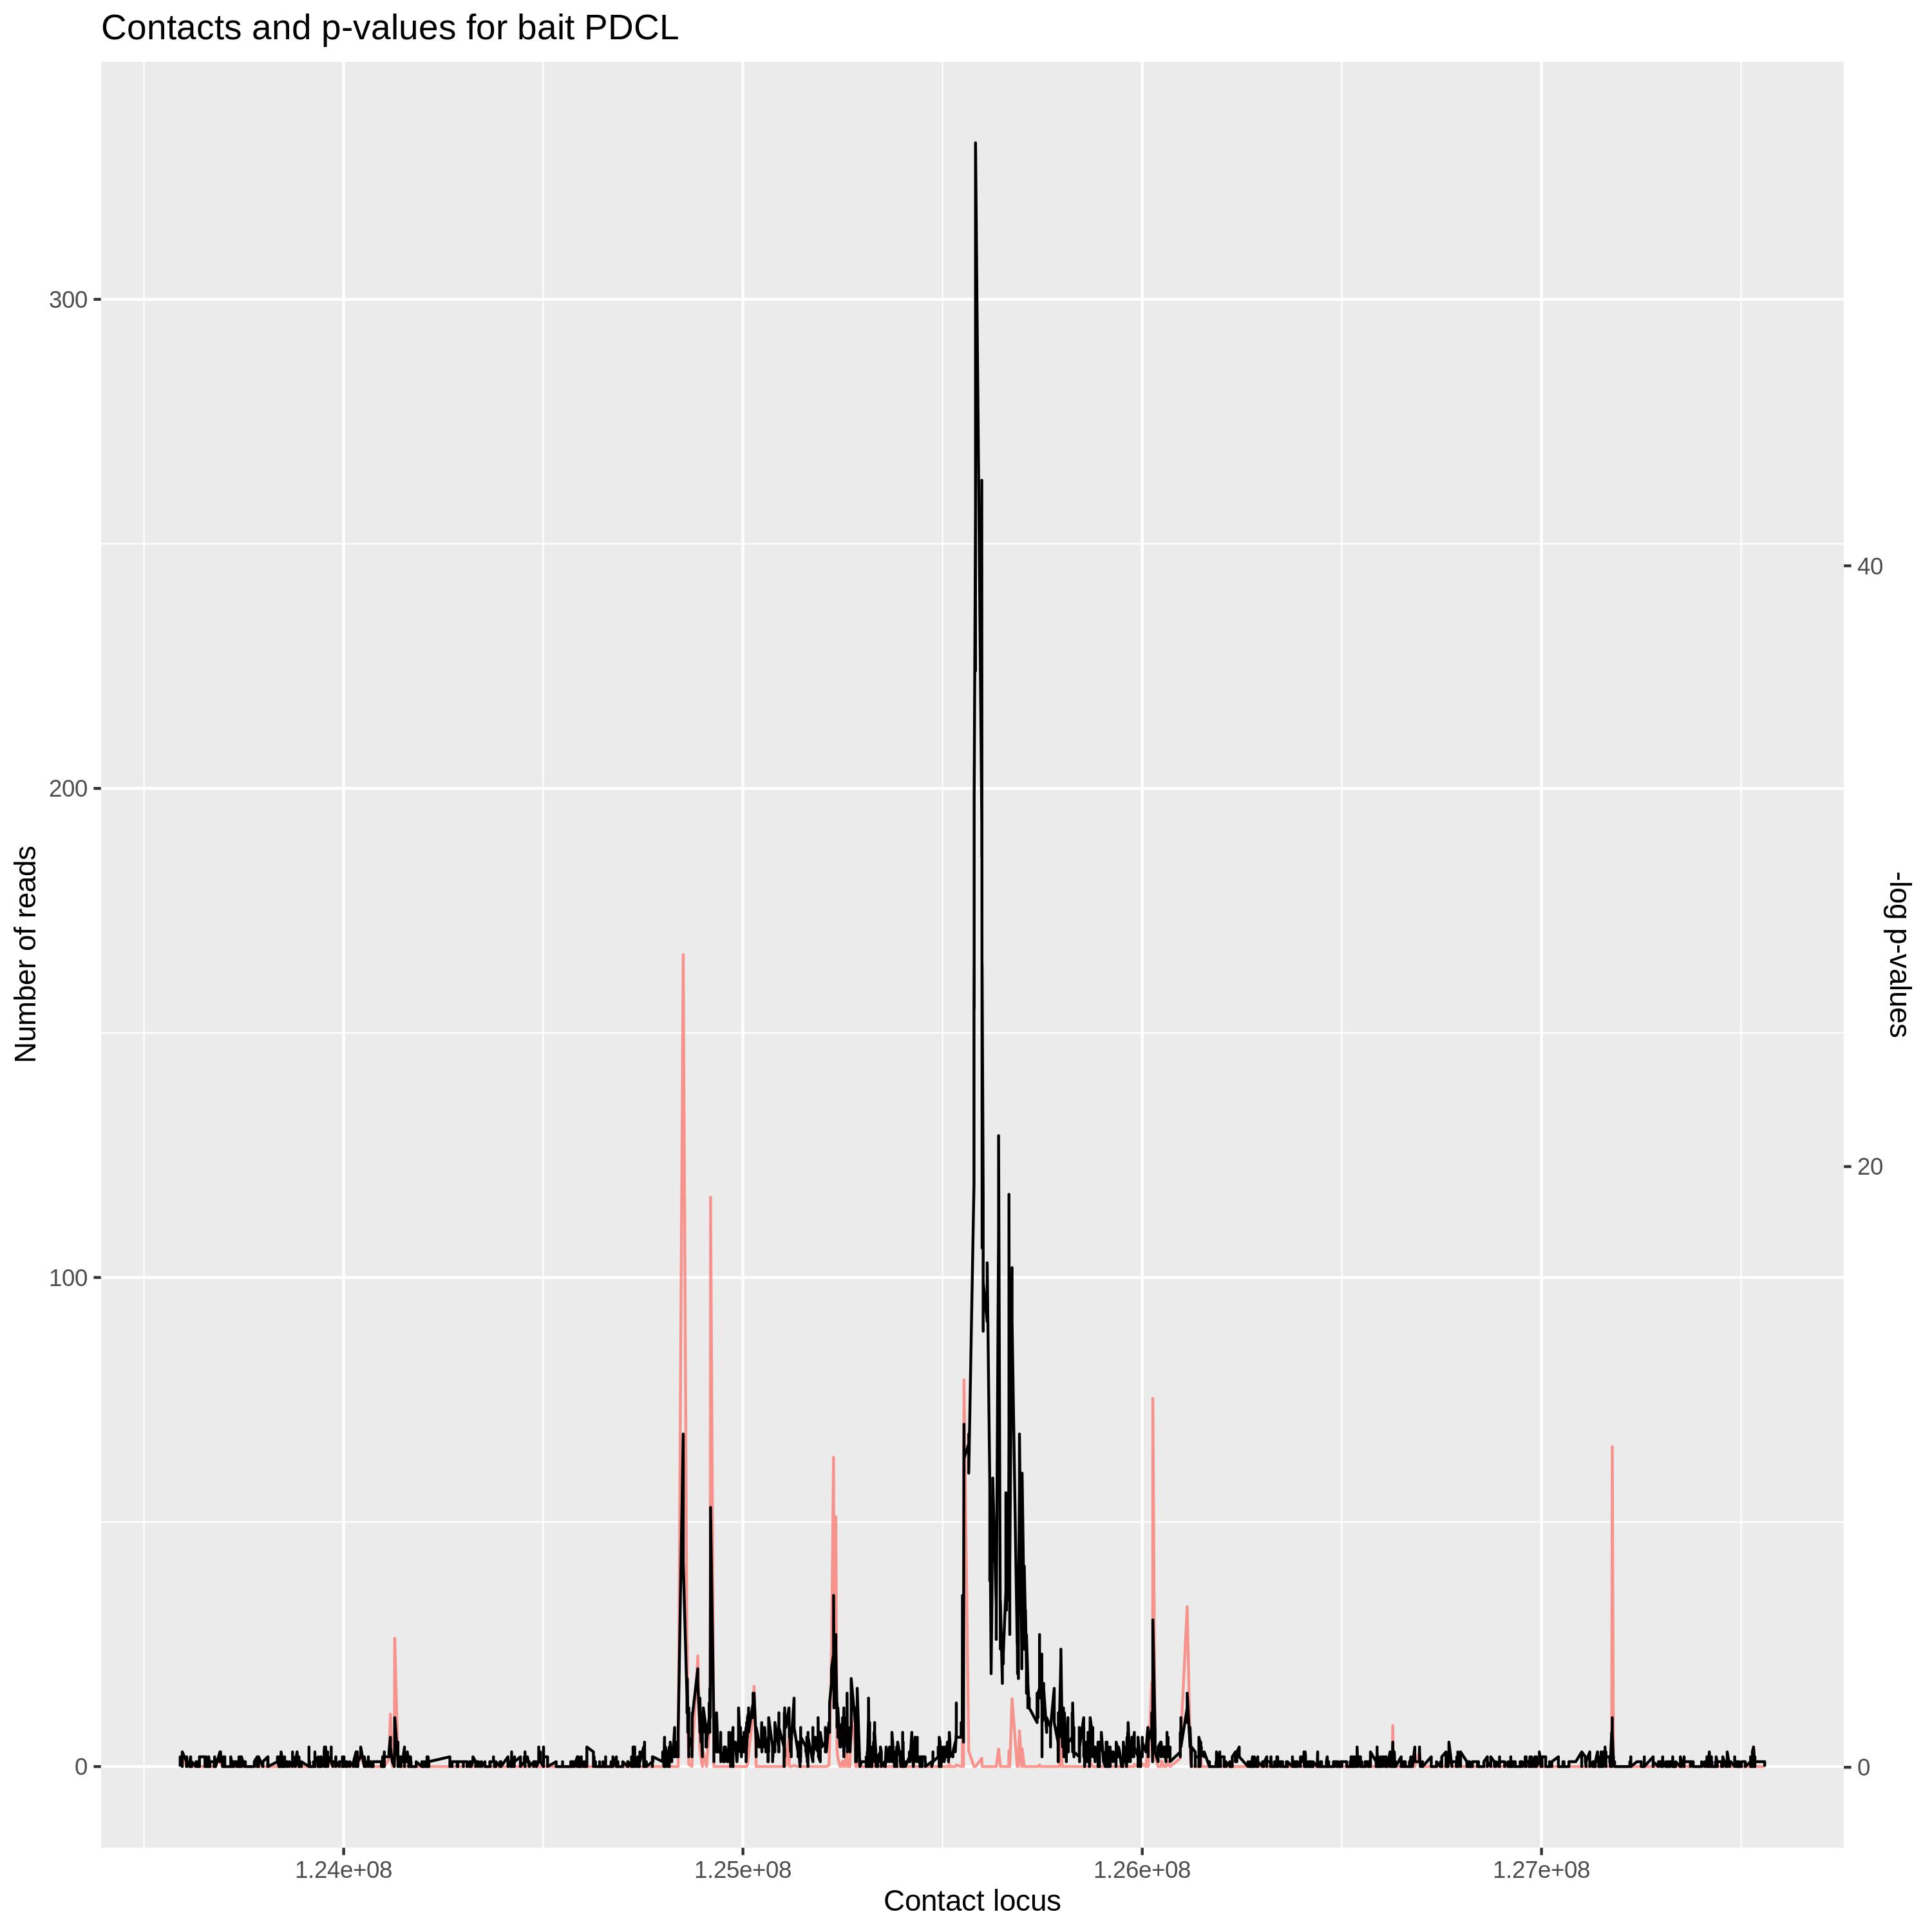 Contacts and p-values for bait PDCL
300
200
100
0
Number of reads
40
20
0
-log p-values
1.24e+08
1.25e+08
1.26e+08
1.27e+08
Contact locus